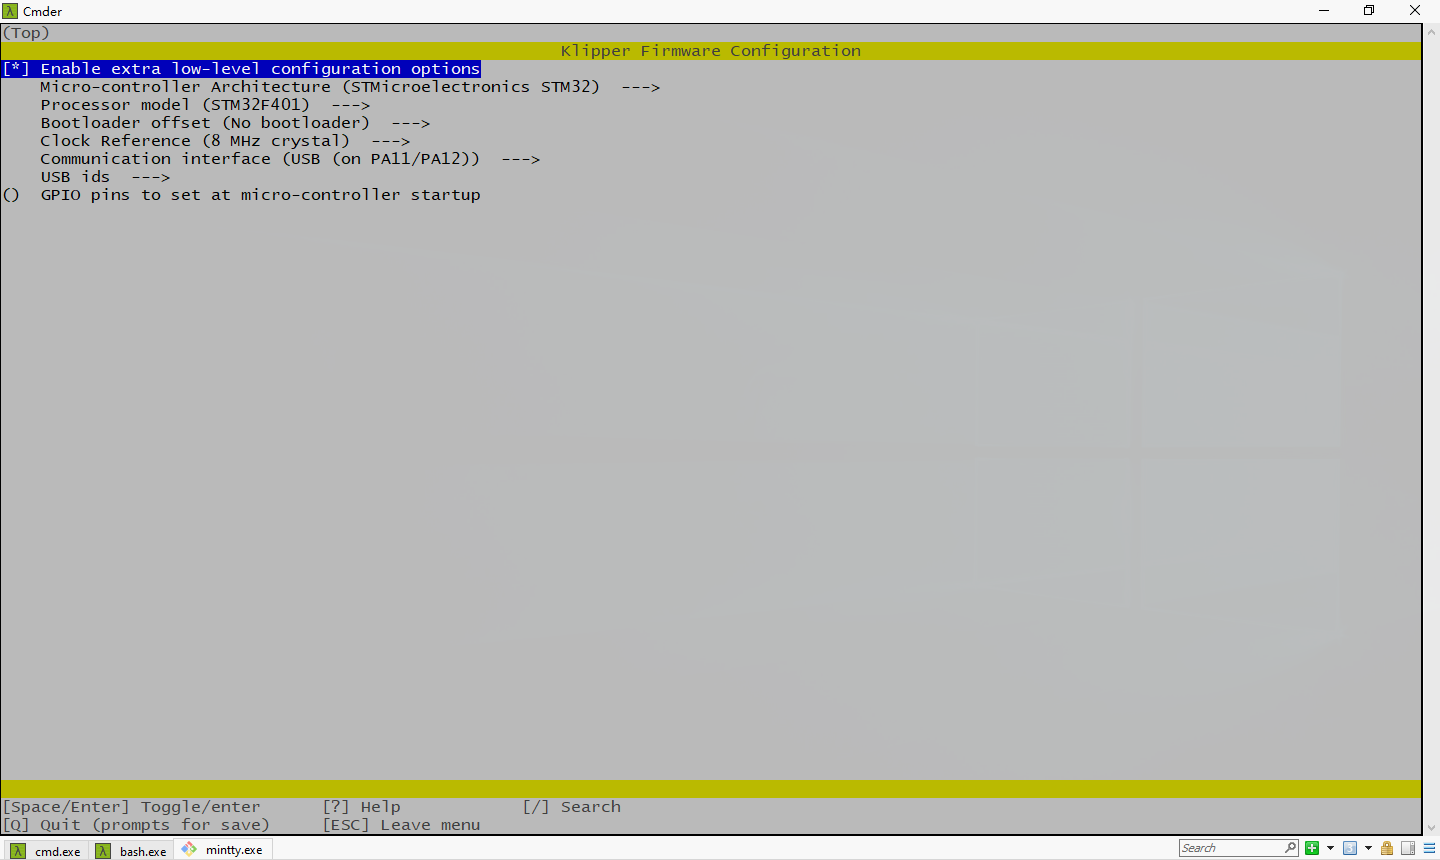 λ Cmder
(Top)
Klipper Firmware Configuration
[*] Enable extra low-level configuration options
Micro-controller Architecture (STMicroelectronics STM32) --->
Processor model (STM32F401) --->
Bootloader offset (No bootloader) --->
Clock Reference (8 MHz crystal) --->
Communication interface (USB (on PA11/PA12)) --->
USB ids --->
() GPIO pins to set at micro-controller startup
[Space/Enter] Toggle/enter [?] Help [/] Search
[Q] Quit (prompts for save) [ESC] Leave menu
λ cmd.exe λ bash.exe mintty.exe Search